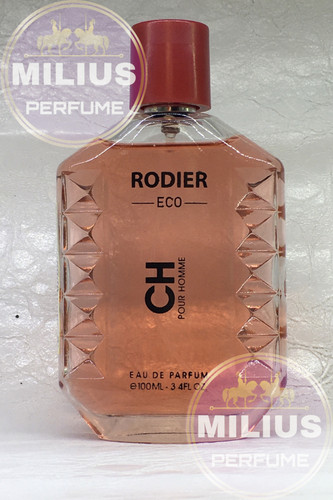 MILIUS
PERFUME
RODIER
ECO
CH
POUR HOMME
EAU DE PARFUM
℮100ML - 3.4FL.OZ.
MILIUS
PERFUME